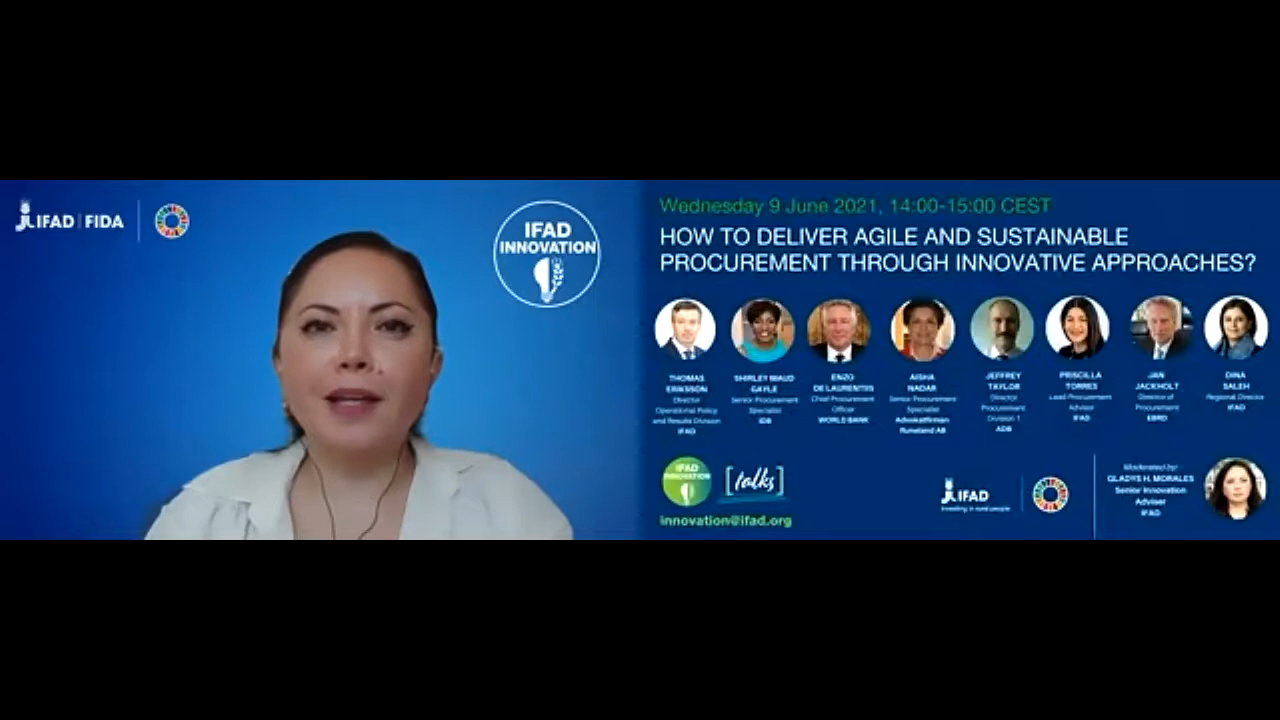 IFAD | FIDA
IFAD
INNOVATION
Wednesday 9 June 2021, 14:00-15:00 CEST
HOW TO DELIVER AGILE AND SUSTAINABLE
PROCUREMENT THROUGH INNOVATIVE APPROACHES?
THOMAS
ERIKSSON
Director
Operational Policy
and Results Division
IFAD
SHIRLEY MAUD
GAYLE
Senior Procurement
Specialist
IDB
ENZO
DE LAURENTIIS
Chief Procurement
Officer
WORLD BANK
AISHA
NADAR
Senior Procurement
Specialist
Advokatfirman
Runeland AB
JEFFREY
TAYLOR
Director
Procurement
Division 1
ADB
PRISCILLA
TORRES
Lead Procurement
Advisor
IFAD
JAN
JACKHOLT
Director of
Procurement
EBRD
DINA
SALEH
Regional Director
IFAD
IFAD
INNOVATION
[talks]
innovation@ifad.org
IFAD
Investing in rural people
Moderated by:
GLADYS H. MORALES
Senior Innovation
Adviser
IFAD